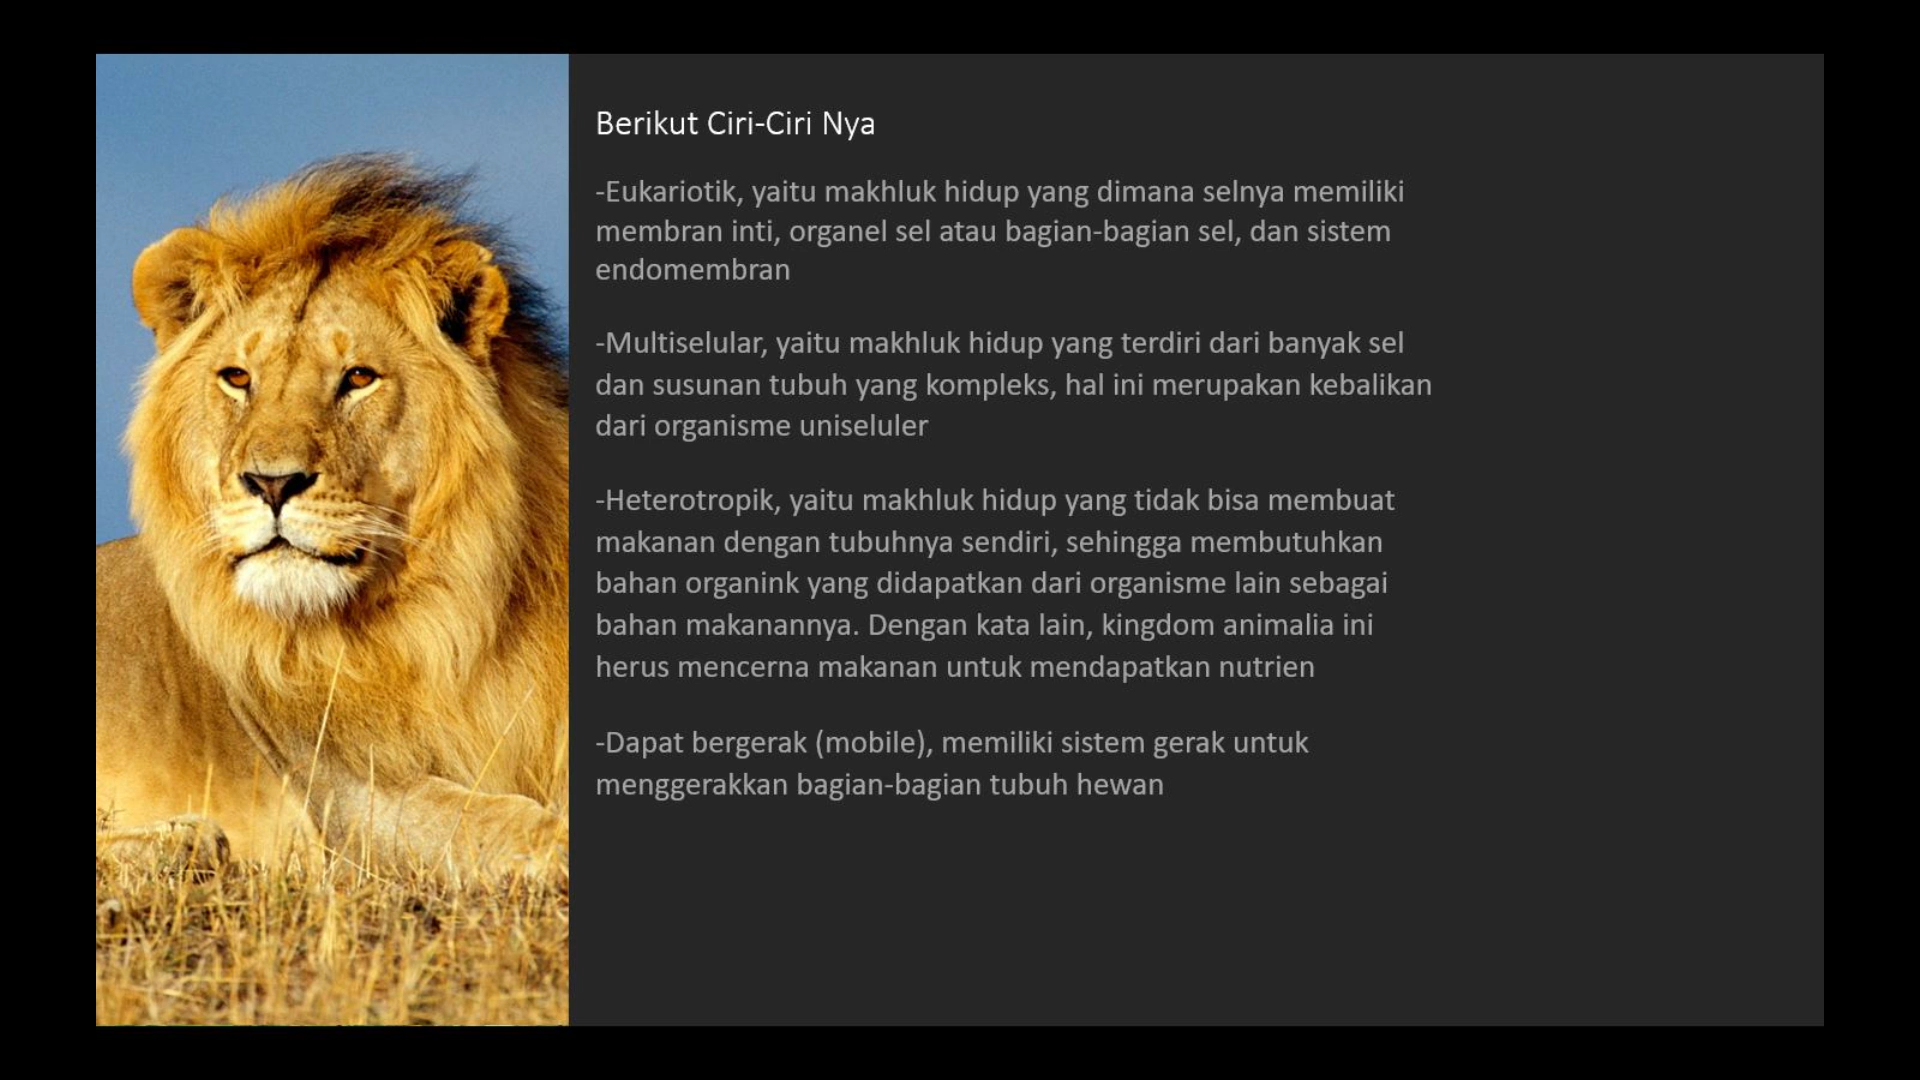 Berikut Ciri-Ciri Nya
-Eukariotik, yaitu makhluk hidup yang dimana selnya memiliki
membran inti, organel sel atau bagian-bagian sel, dan sistem
endomembran
-Multiselular, yaitu makhluk hidup yang terdiri dari banyak sel
dan susunan tubuh yang kompleks, hal ini merupakan kebalikan
dari organisme uniseluler
-Heterotropik, yaitu makhluk hidup yang tidak bisa membuat
makanan dengan tubuhnya sendiri, sehingga membutuhkan
bahan organink yang didapatkan dari organisme lain sebagai
bahan makanannya. Dengan kata lain, kingdom animalia ini
herus mencerna makanan untuk mendapatkan nutrien
-Dapat bergerak (mobile), memiliki sistem gerak untuk
menggerakkan bagian-bagian tubuh hewan